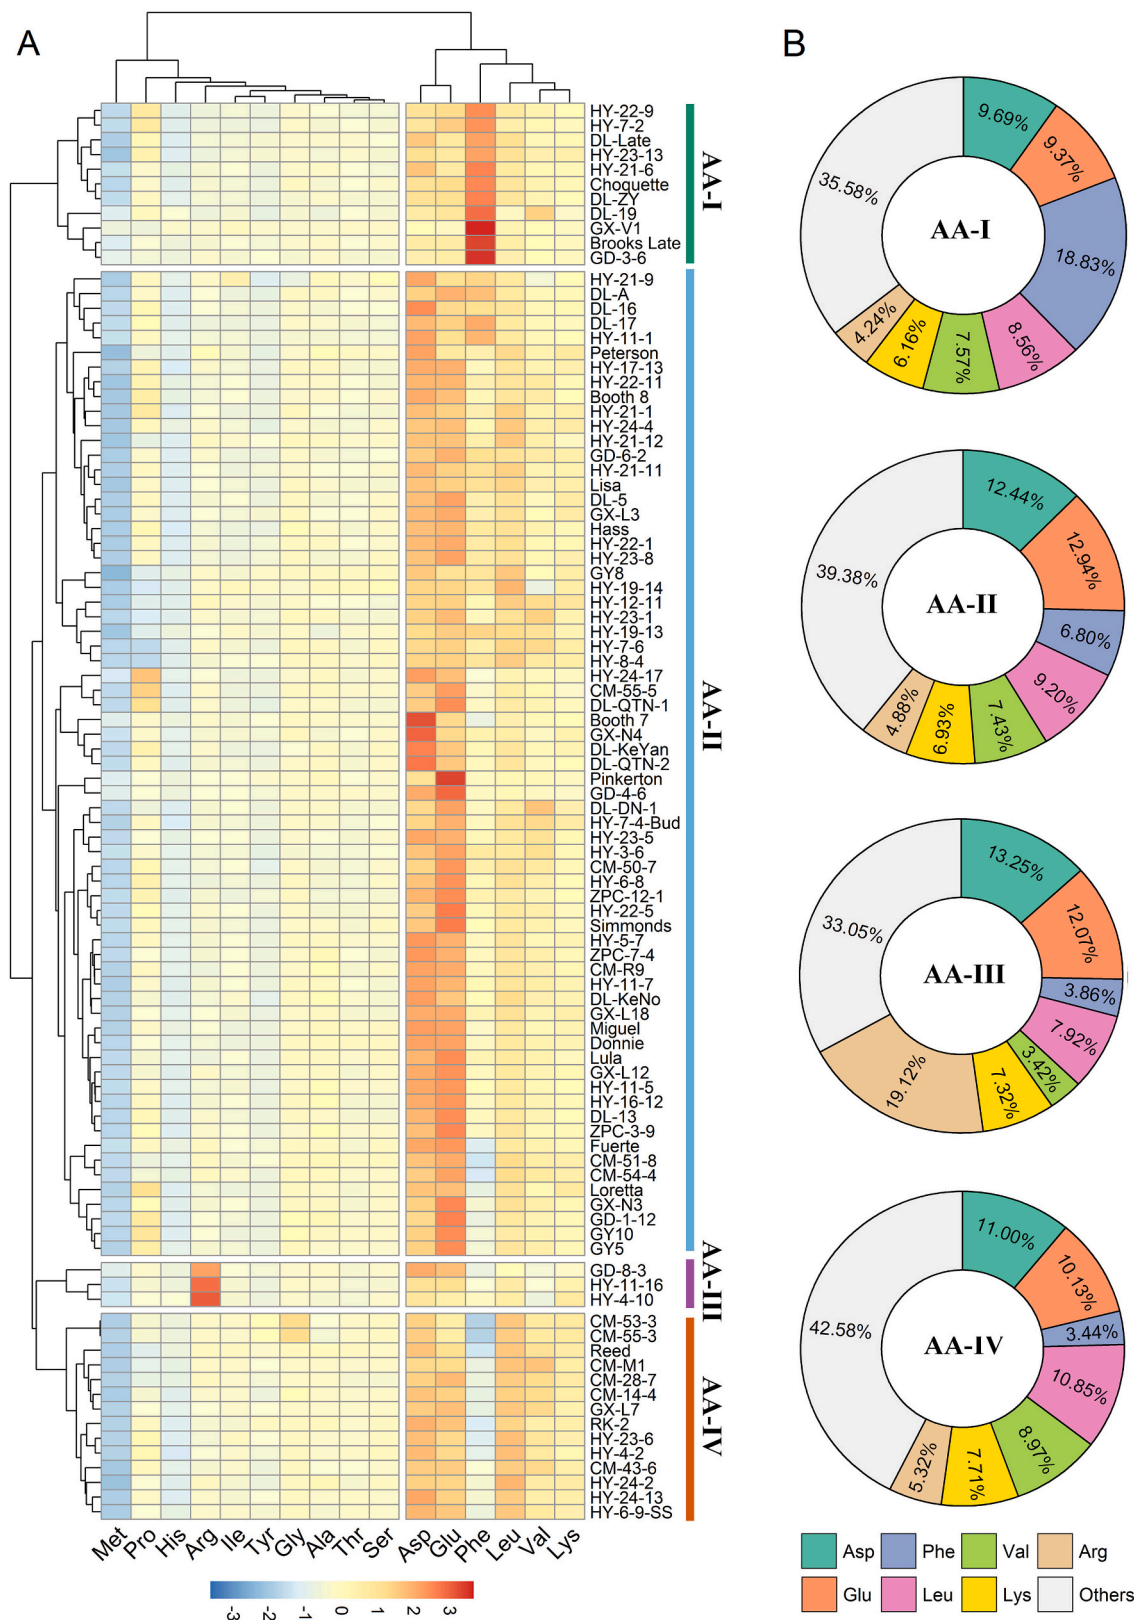 A
HY-22-9
HY-7-2
DL-Late
HY-23-13
HY-21-6
Choquette
DL-ZY
DL-19
GX-V1
Brooks Late
GD-3-6
AA-I
HY-21-9
DL-A
DL-16
DL-17
HY-11-1
Peterson
HY-17-13
HY-22-11
Booth 8
HY-21-1
HY-24-4
HY-21-12
GD-6-2
HY-21-11
Lisa
DL-5
GX-L3
Hass
HY-22-1
HY-23-8
GY8
HY-19-14
HY-12-11
HY-23-1
HY-19-13
HY-7-6
HY-8-4
HY-24-17
CM-55-5
DL-QTN-1
Booth 7
GX-N4
DL-KeYan
DL-QTN-2
Pinkerton
GD-4-6
DL-DN-1
HY-7-4-Bud
HY-23-5
HY-3-6
CM-50-7
HY-6-8
ZPC-12-1
HY-22-5
Simmonds
HY-5-7
ZPC-7-4
CM-R9
HY-11-7
DL-KeNo
GX-L18
Miguel
Donnie
Lula
GX-L12
HY-11-5
HY-16-12
DL-13
ZPC-3-9
Fuerte
CM-51-8
CM-54-4
Loretta
GX-N3
GD-1-12
GY10
GY5
AA-II
GD-8-3
HY-11-16
HY-4-10
AA-III
CM-53-3
CM-55-3
Reed
CM-M1
CM-28-7
CM-14-4
GX-L7
RK-2
HY-23-6
HY-4-2
CM-43-6
HY-24-2
HY-24-13
HY-6-9-SS
AA-IV
Met Pro His Arg Ile Tyr Gly Ala Thr Ser Asp Glu Phe Leu Val Lys
-3 -2 -1 0 1 2 3
B
9.69%
9.37%
18.83%
8.56%
7.57%
6.16%
4.24%
35.58%
AA-I
12.44%
12.94%
6.80%
9.20%
7.43%
6.93%
4.88%
39.38%
AA-II
13.25%
12.07%
3.86%
7.92%
3.42%
7.32%
19.12%
33.05%
AA-III
11.00%
10.13%
3.44%
10.85%
8.97%
7.71%
5.32%
42.58%
AA-IV
Asp Phe Val Arg
Glu Leu Lys Others